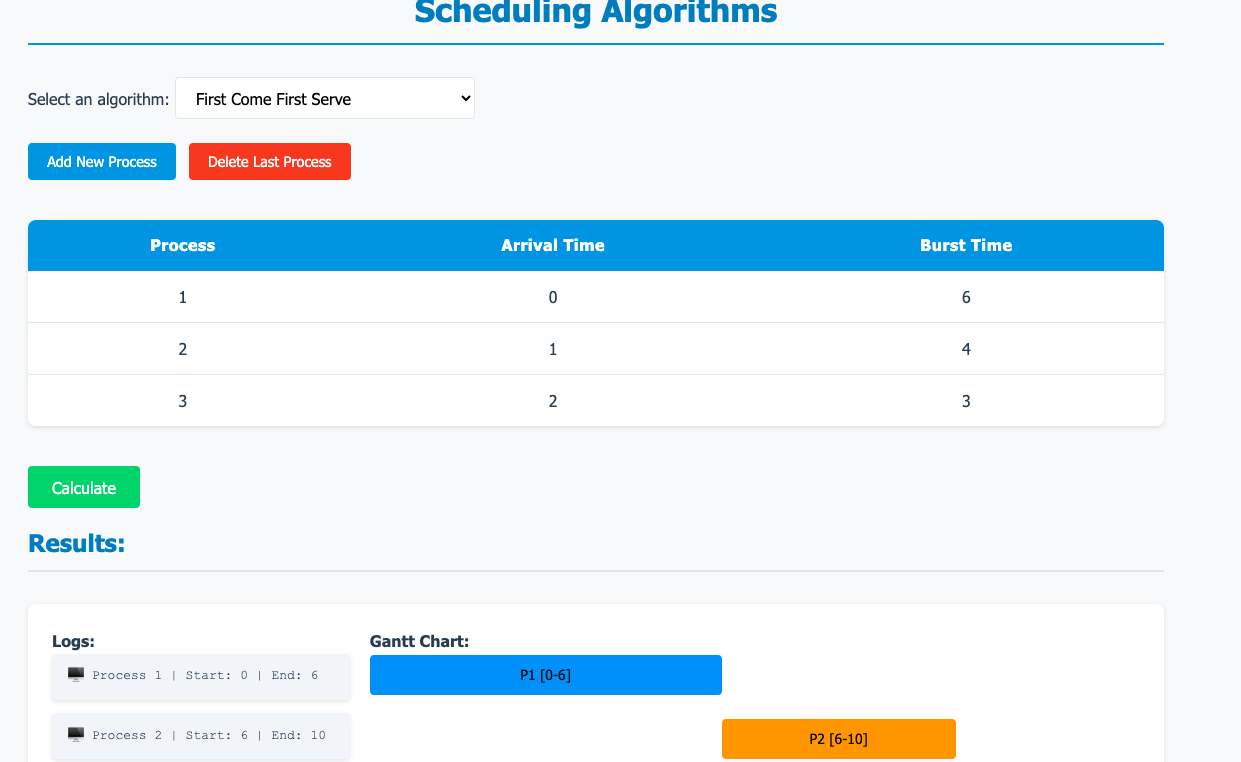 Scheduling Algorithms
Select an algorithm: First Come First Serve
Add New Process Delete Last Process
Process Arrival Time Burst Time
1 0 6
2 1 4
3 2 3
Calculate
Results:
Logs: Gantt Chart:
Process 1 | Start: 0 | End: 6 P1 [0-6]
Process 2 | Start: 6 | End: 10 P2 [6-10]